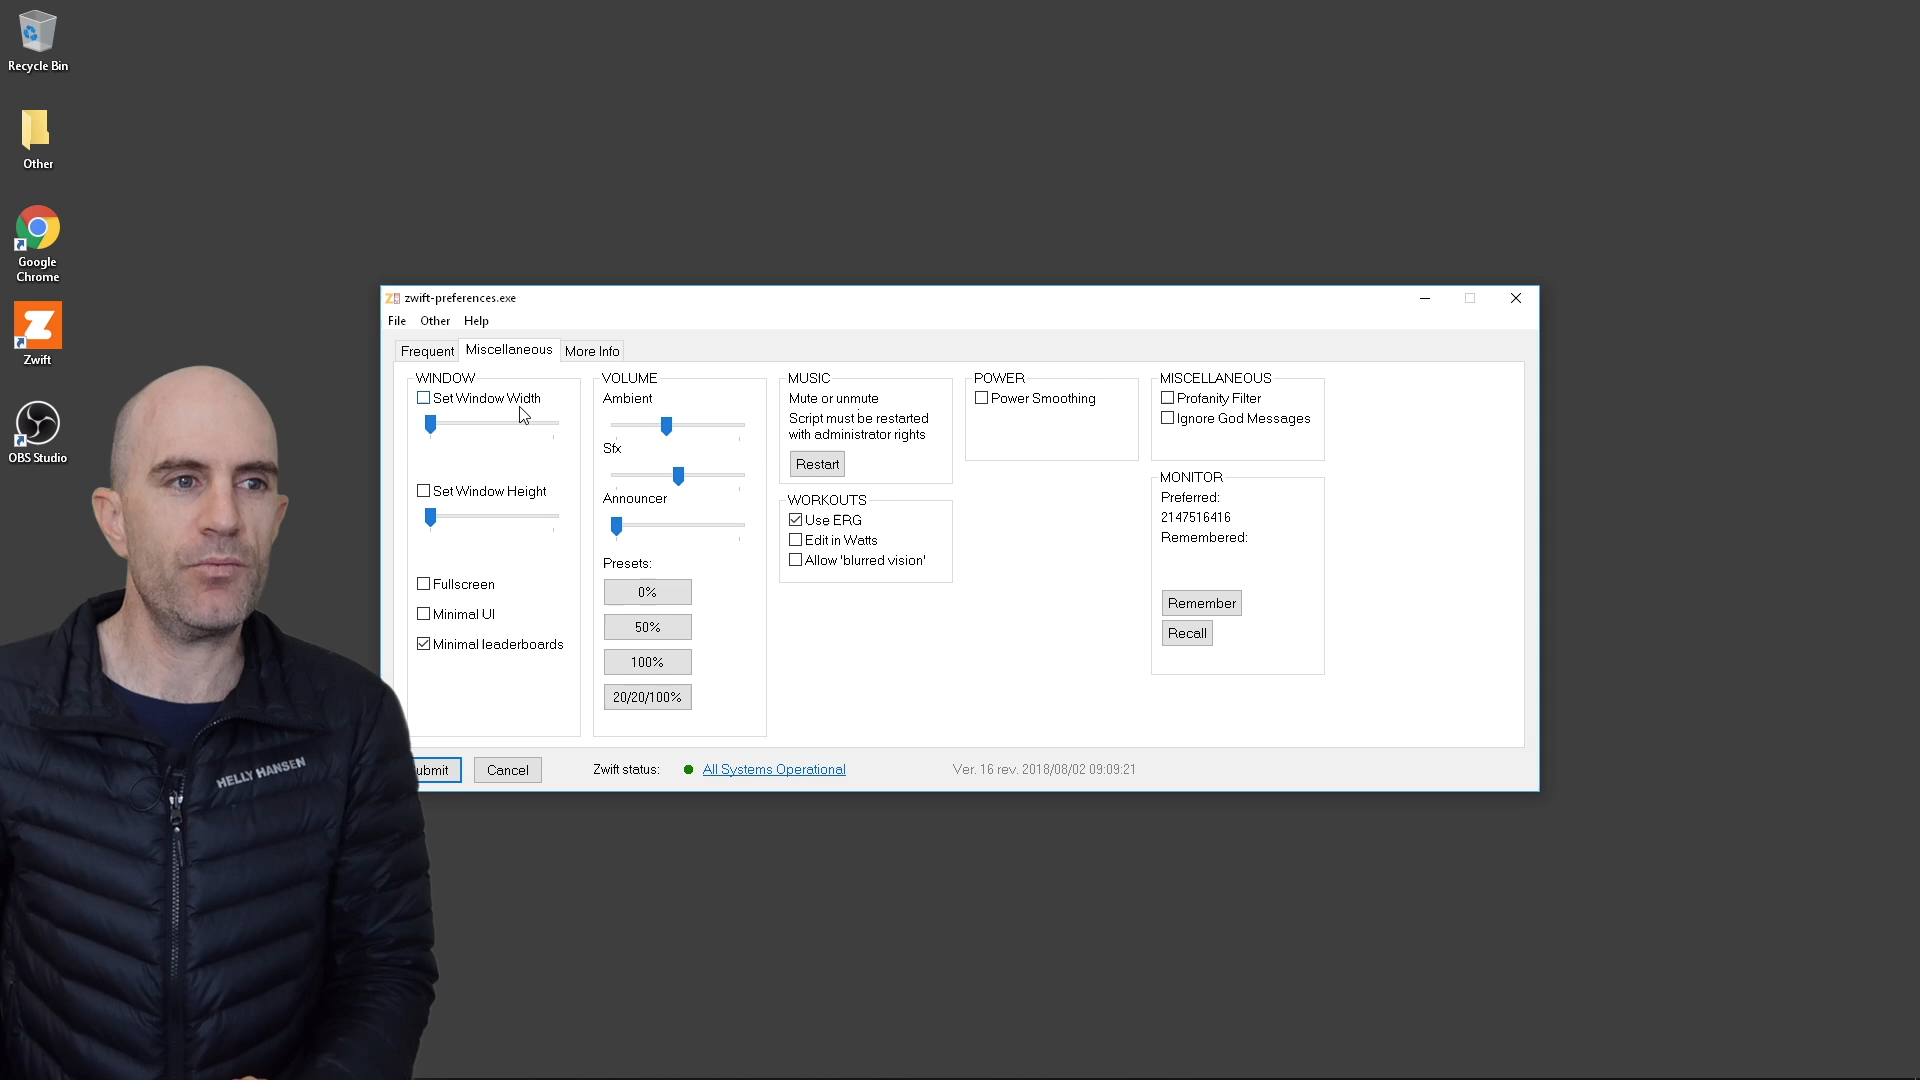 Recycle Bin
Other
Google
Chrome
Zwift
OBS Studio
zwift-preferences.exe
File Other Help
Frequent Miscellaneous More Info
WINDOW
Set Window Width
Set Window Height
Fullscreen
Minimal UI
Minimal leaderboards
VOLUME
Ambient
Sfx
Announcer
Presets:
0%
50%
100%
20/20/100%
MUSIC
Mute or unmute
Script must be restarted
with administrator rights
Restart
WORKOUTS
Use ERG
Edit in Watts
Allow 'blurred vision'
POWER
Power Smoothing
MISCELLANEOUS
Profanity Filter
Ignore God Messages
MONITOR
Preferred:
2147516416
Remembered:
Remember
Recall
ubmit Cancel Zwift status: All Systems Operational Ver. 16 rev. 2018/08/02 09:09:21
HELLY HANSEN